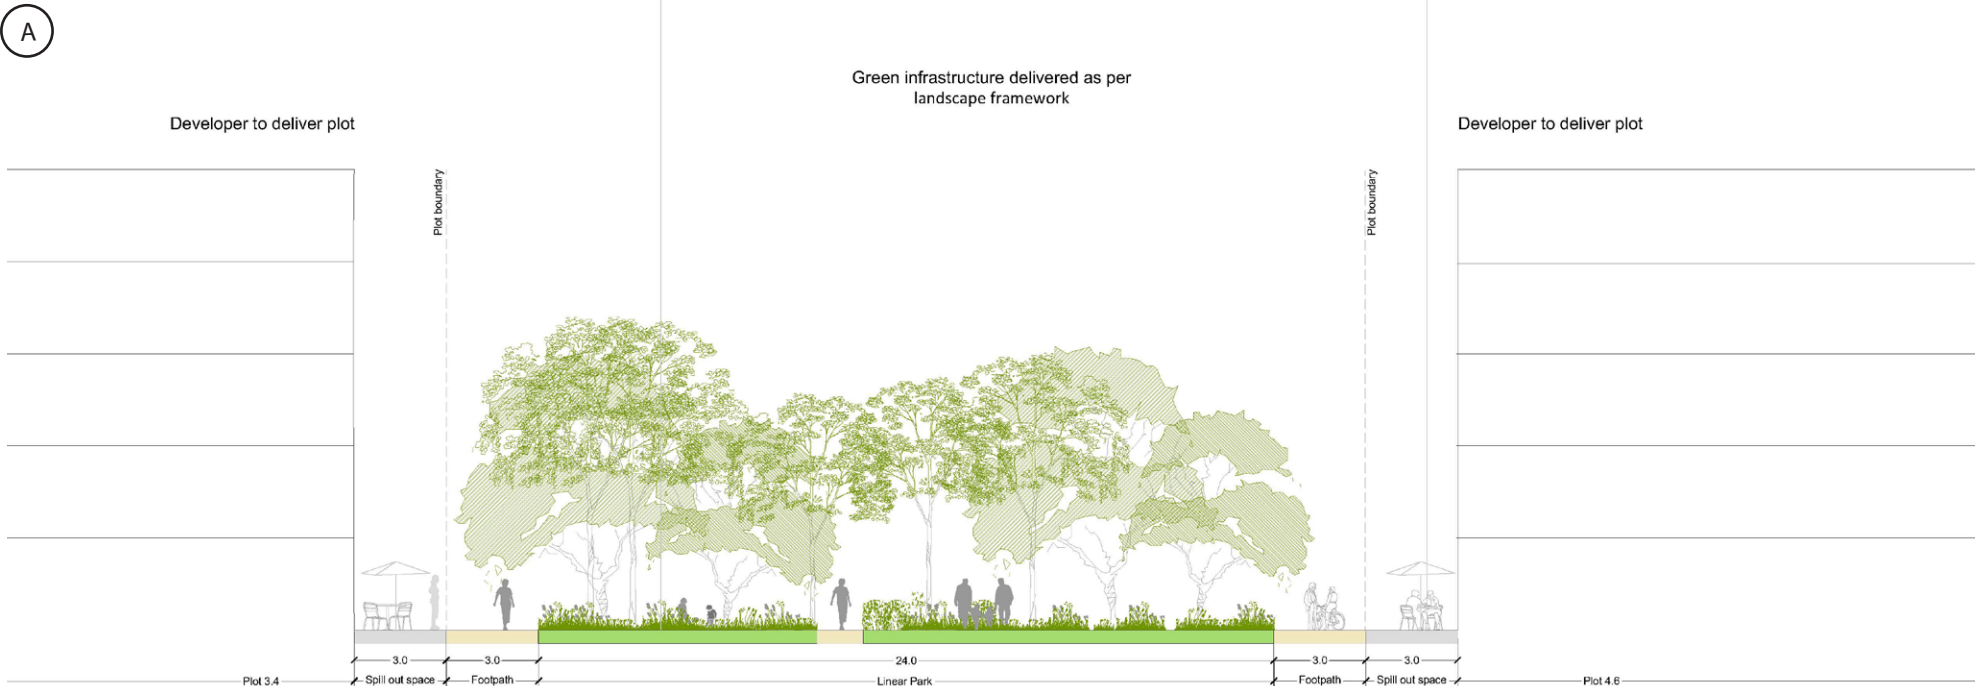 A
Green infrastructure delivered as per
landscape framework
Developer to deliver plot
Developer to deliver plot
Plot boundary
Plot boundary
3.0
3.0
24.0
3.0
3.0
Plot 3.4
Spill out space
Footpath
Linear Park
Footpath
Spill out space
Plot 4.6